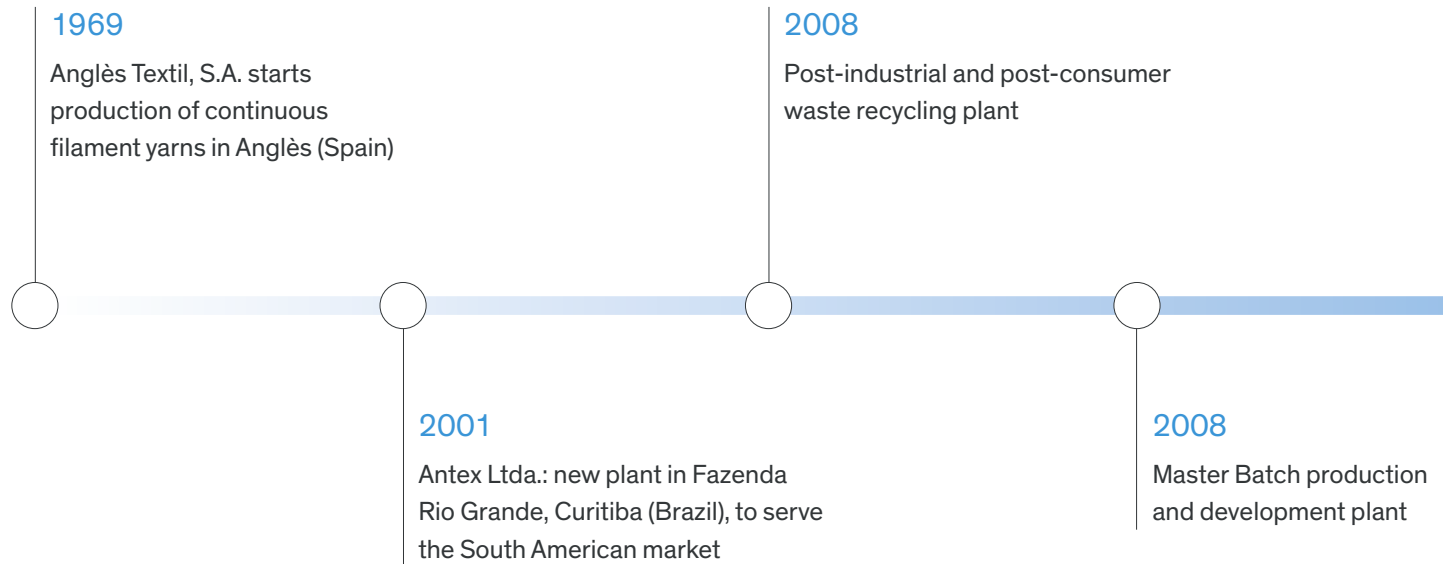 1969
Anglès Textil, S.A. starts
production of continuous
filament yarns in Anglès (Spain)
2001
Antex Ltda.: new plant in Fazenda
Rio Grande, Curitiba (Brazil), to serve
the South American market
2008
Post-industrial and post-consumer
waste recycling plant
2008
Master Batch production
and development plant